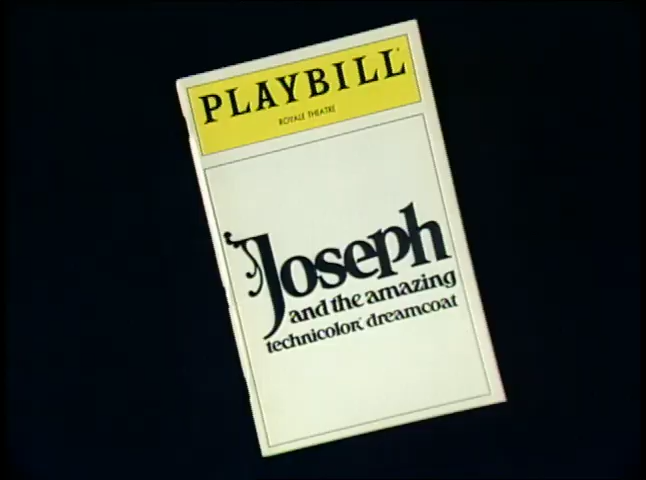 PLAYBILL
ROYALE THEATRE
Joseph
and the amazing
technicolor dreamcoat